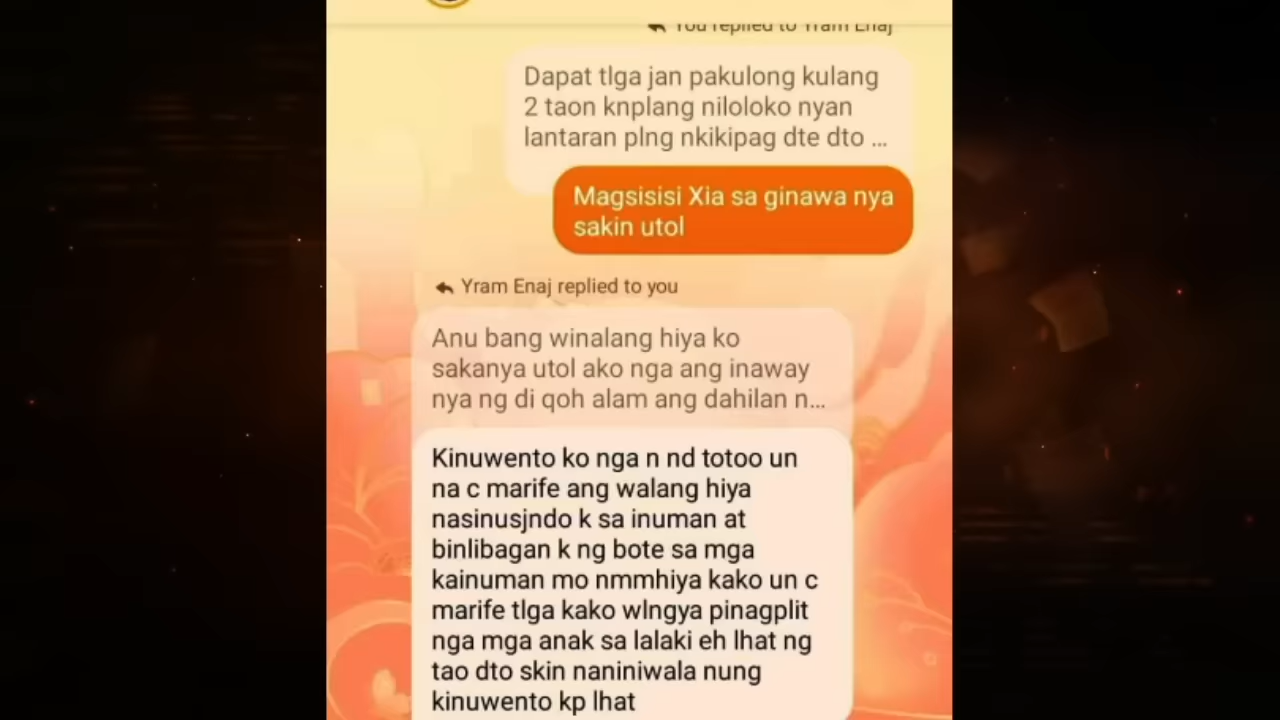 You replied to Yram Enaj
Dapat tlga jan pakulong kulang
2 taon knplang niloloko nyan
lantaran plng nkikipag dte dto ...
Magsisisi Xia sa ginawa nya
sakin utol
Yram Enaj replied to you
Anu bang winalang hiya ko
sakanya utol ako nga ang inaway
nya ng di qoh alam ang dahilan n...
Kinuwento ko nga n nd totoo un
na c marife ang walang hiya
nasinusjndo k sa inuman at
binlibagan k ng bote sa mga
kainuman mo nmmhiya kako un c
marife tlga kako wlngya pinagplit
nga mga anak sa lalaki eh lhat ng
tao dto skin naniniwala nung
kinuwento kp lhat